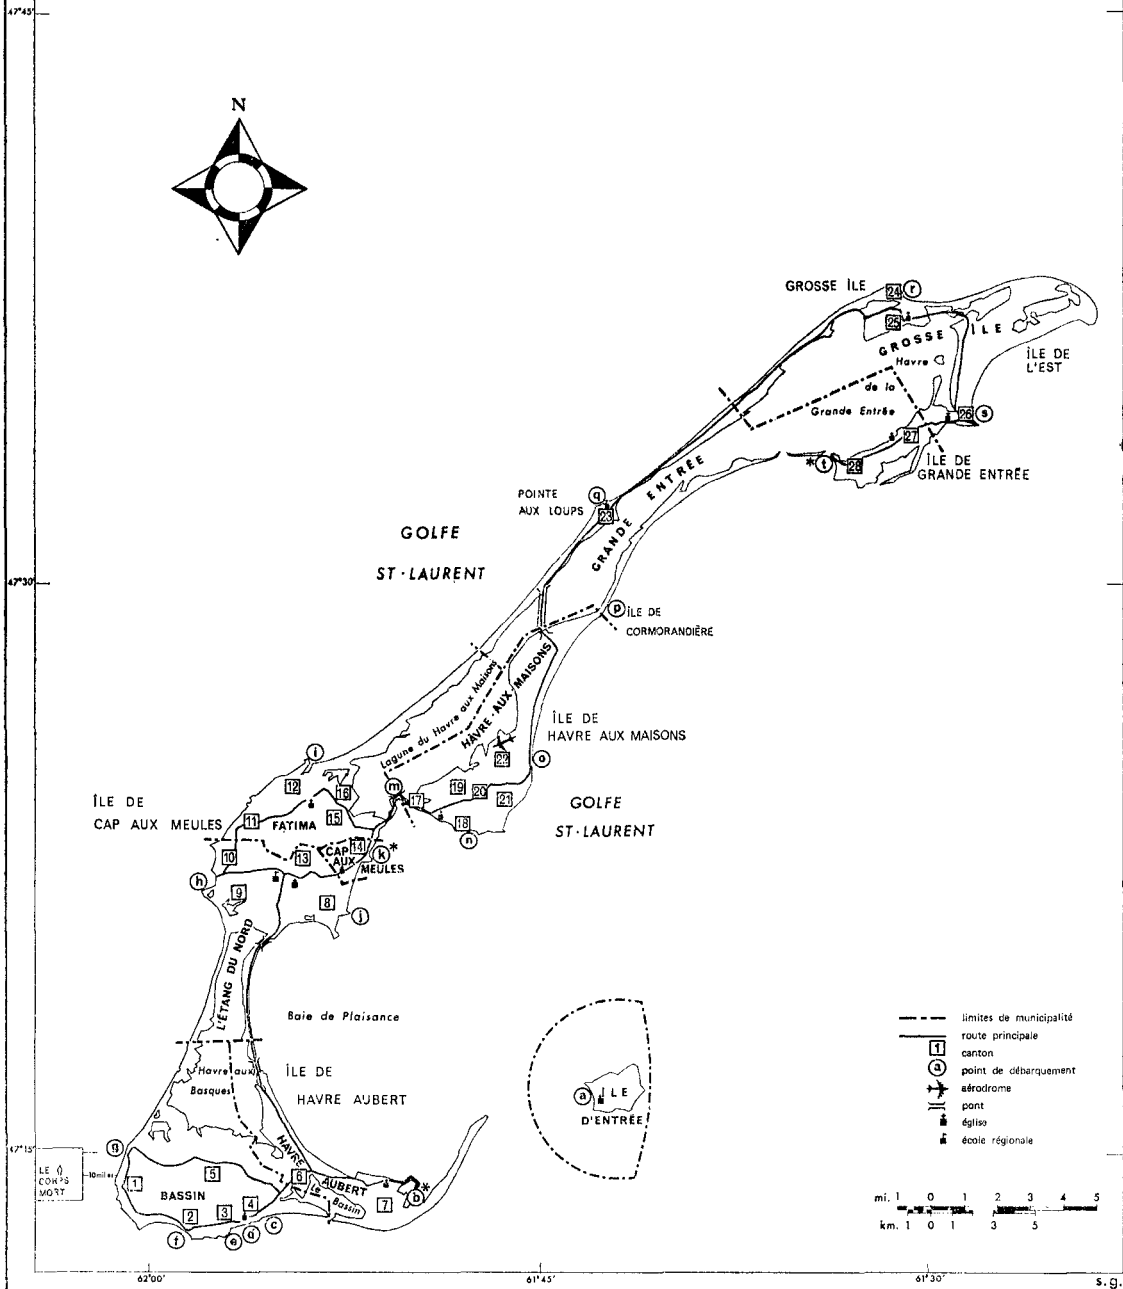 47°45'
N
GROSSE ÎLE
24
r
25
GROSSE ÎLE
Havre
de la
Grande Entrée
ÎLE DE
L'EST
26
s
27
28
* t
ÎLE DE
GRANDE ENTRÉE
POINTE
AUX LOUPS
q
23
GRANDE ENTRÉE
GOLFE
ST-LAURENT
47°30'
p
ÎLE DE
CORMORANDIÈRE
Lagune du Havre aux Maisons
HÂVRE-AUX-MAISONS
ÎLE DE
HAVRE AUX MAISONS
22
o
i
12
16
m
17
19
20
21
18
n
GOLFE
ST-LAURENT
ÎLE DE
CAP AUX MEULES
11
FATIMA
15
10
13
CAP
AUX
MEULES
14
k *
h
9
8
j
L'ÉTANG DU NORD
Baie de Plaisance
Havre aux
Basques
ÎLE DE
HAVRE AUBERT
a
ÎLE
D'ENTRÉE
limites de municipalité
route principale
1
canton
a
point de débarquement
aérodrome
pont
église
école régionale
47°15'
g
LE
CORPS
MORT
10 miles
1
5
BASSIN
2
3
4
HAVRE AUBERT
6
Le Bassin
7
b *
f
e
d
c
mi. 1 0 1 2 3 4 5
km. 1 0 1 3 5
62°00'
61°45'
61°30'
s.g.